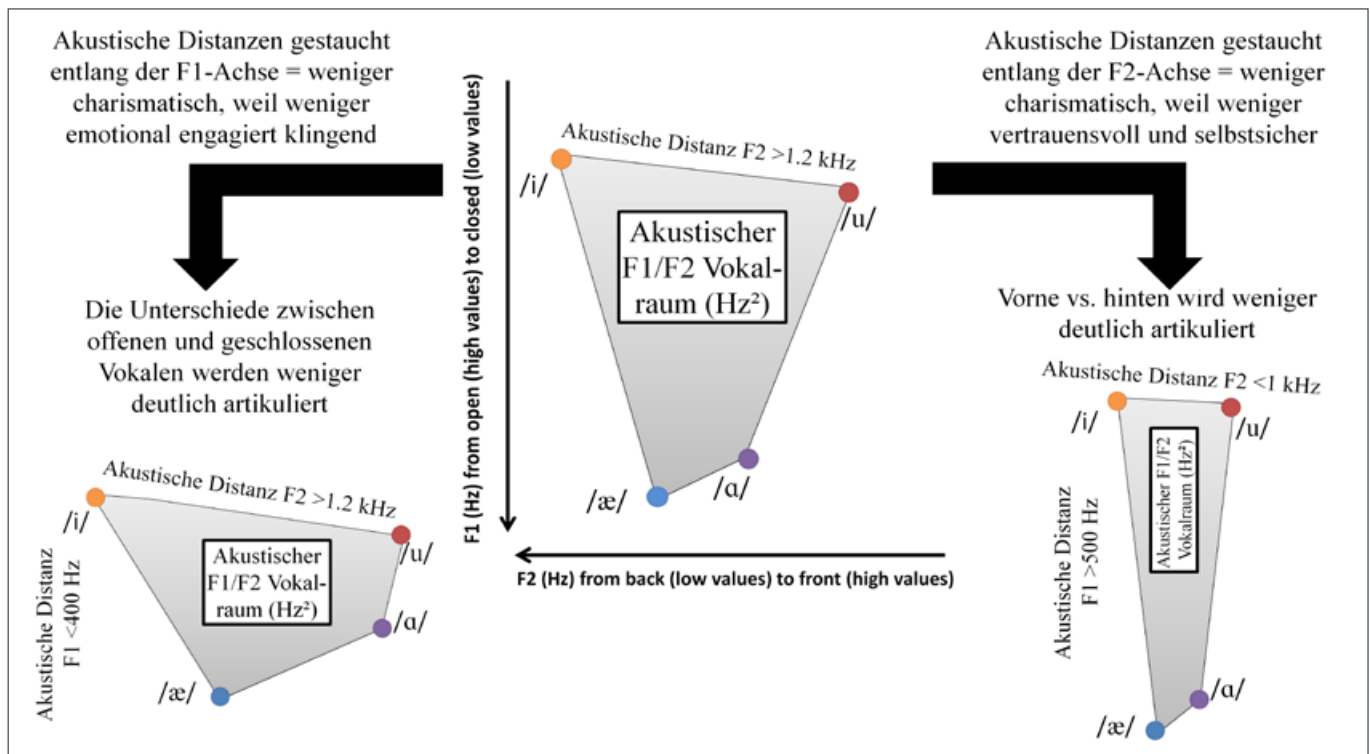 Akustische Distanzen gestaucht
entlang der F1-Achse = weniger
charismatisch, weil weniger
emotional engagiert klingend
Die Unterschiede zwischen
offenen und geschlossenen
Vokalen werden weniger
deutlich artikuliert
Akustische Distanz F2 >1.2 kHz
/i/
/u/
Akustischer
F1/F2 Vokal-
raum (Hz²)
/ɑ/
/æ/
Akustische Distanz
F1 <400 Hz
F1 (Hz) from open (high values) to closed (low values)
Akustische Distanz F2 >1.2 kHz
/i/
/u/
Akustischer
F1/F2 Vokal-
raum (Hz²)
/æ/
/ɑ/
F2 (Hz) from back (low values) to front (high values)
Akustische Distanzen gestaucht
entlang der F2-Achse = weniger
charismatisch, weil weniger
vertrauensvoll und selbstsicher
Vorne vs. hinten wird weniger
deutlich artikuliert
Akustische Distanz F2 <1 kHz
/i/
/u/
Akustischer F1/F2
Vokalraum (Hz²)
Akustische Distanz
F1 >500 Hz
/ɑ/
/æ/